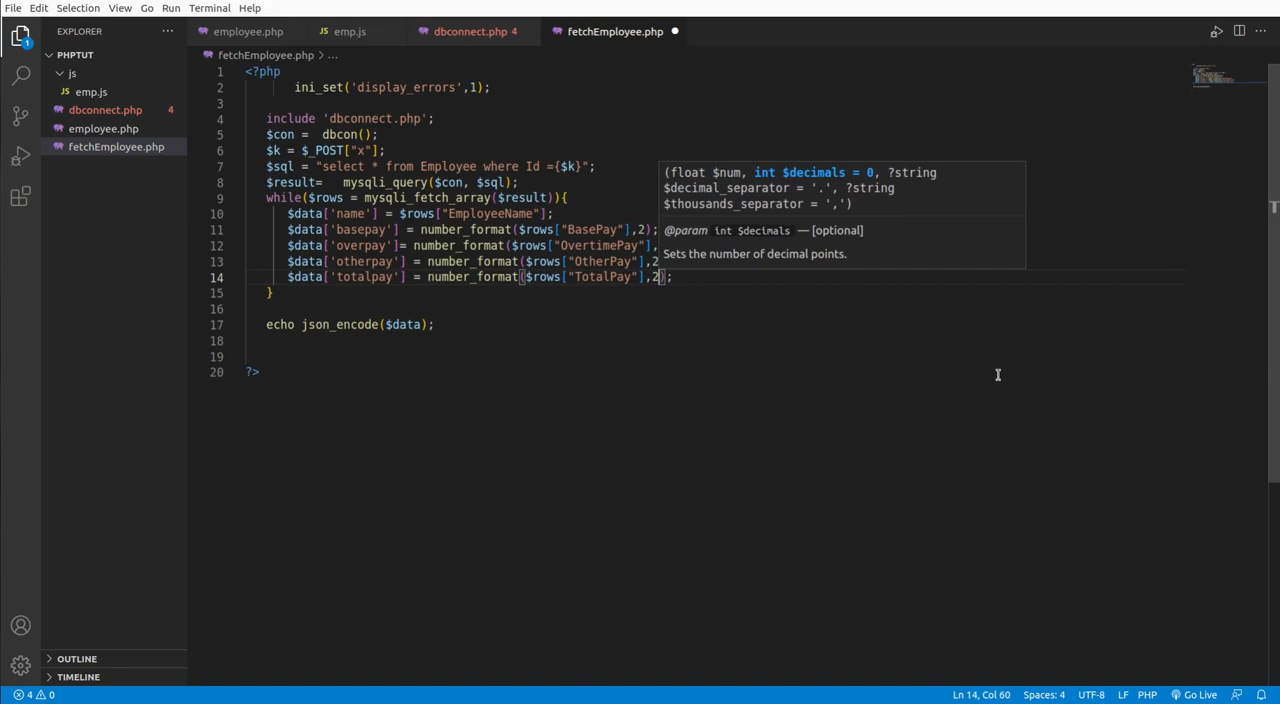 File Edit Selection View Go Run Terminal Help
EXPLORER ...
employee.php JS emp.js dbconnect.php 4 fetchEmployee.php
PHPTUT
fetchEmployee.php > ...
js
JS emp.js
dbconnect.php 4
employee.php
fetchEmployee.php
1 <?php
2 ini_set('display_errors',1);
3
4 include 'dbconnect.php';
5 $con = dbcon();
6 $k = $_POST["x"];
7 $sql = "select * from Employee where Id ={$k}";
8 $result= mysqli_query($con, $sql);
9 while($rows = mysqli_fetch_array($result)){
10 $data['name'] = $rows["EmployeeName"];
11 $data['basepay'] = number_format($rows["BasePay"],2);
12 $data['overpay']= number_format($rows["OvertimePay"],
13 $data['otherpay'] = number_format($rows["OtherPay"],2
14 $data['totalpay'] = number_format($rows["TotalPay"],2);
15 }
16
17 echo json_encode($data);
18
19
20 ?>
(float $num, int $decimals = 0, ?string
$decimal_separator = '.', ?string
$thousands_separator = ',')
@param int $decimals — [optional]
Sets the number of decimal points.
OUTLINE
TIMELINE
1
4 0 Ln 14, Col 60 Spaces: 4 UTF-8 LF PHP Go Live